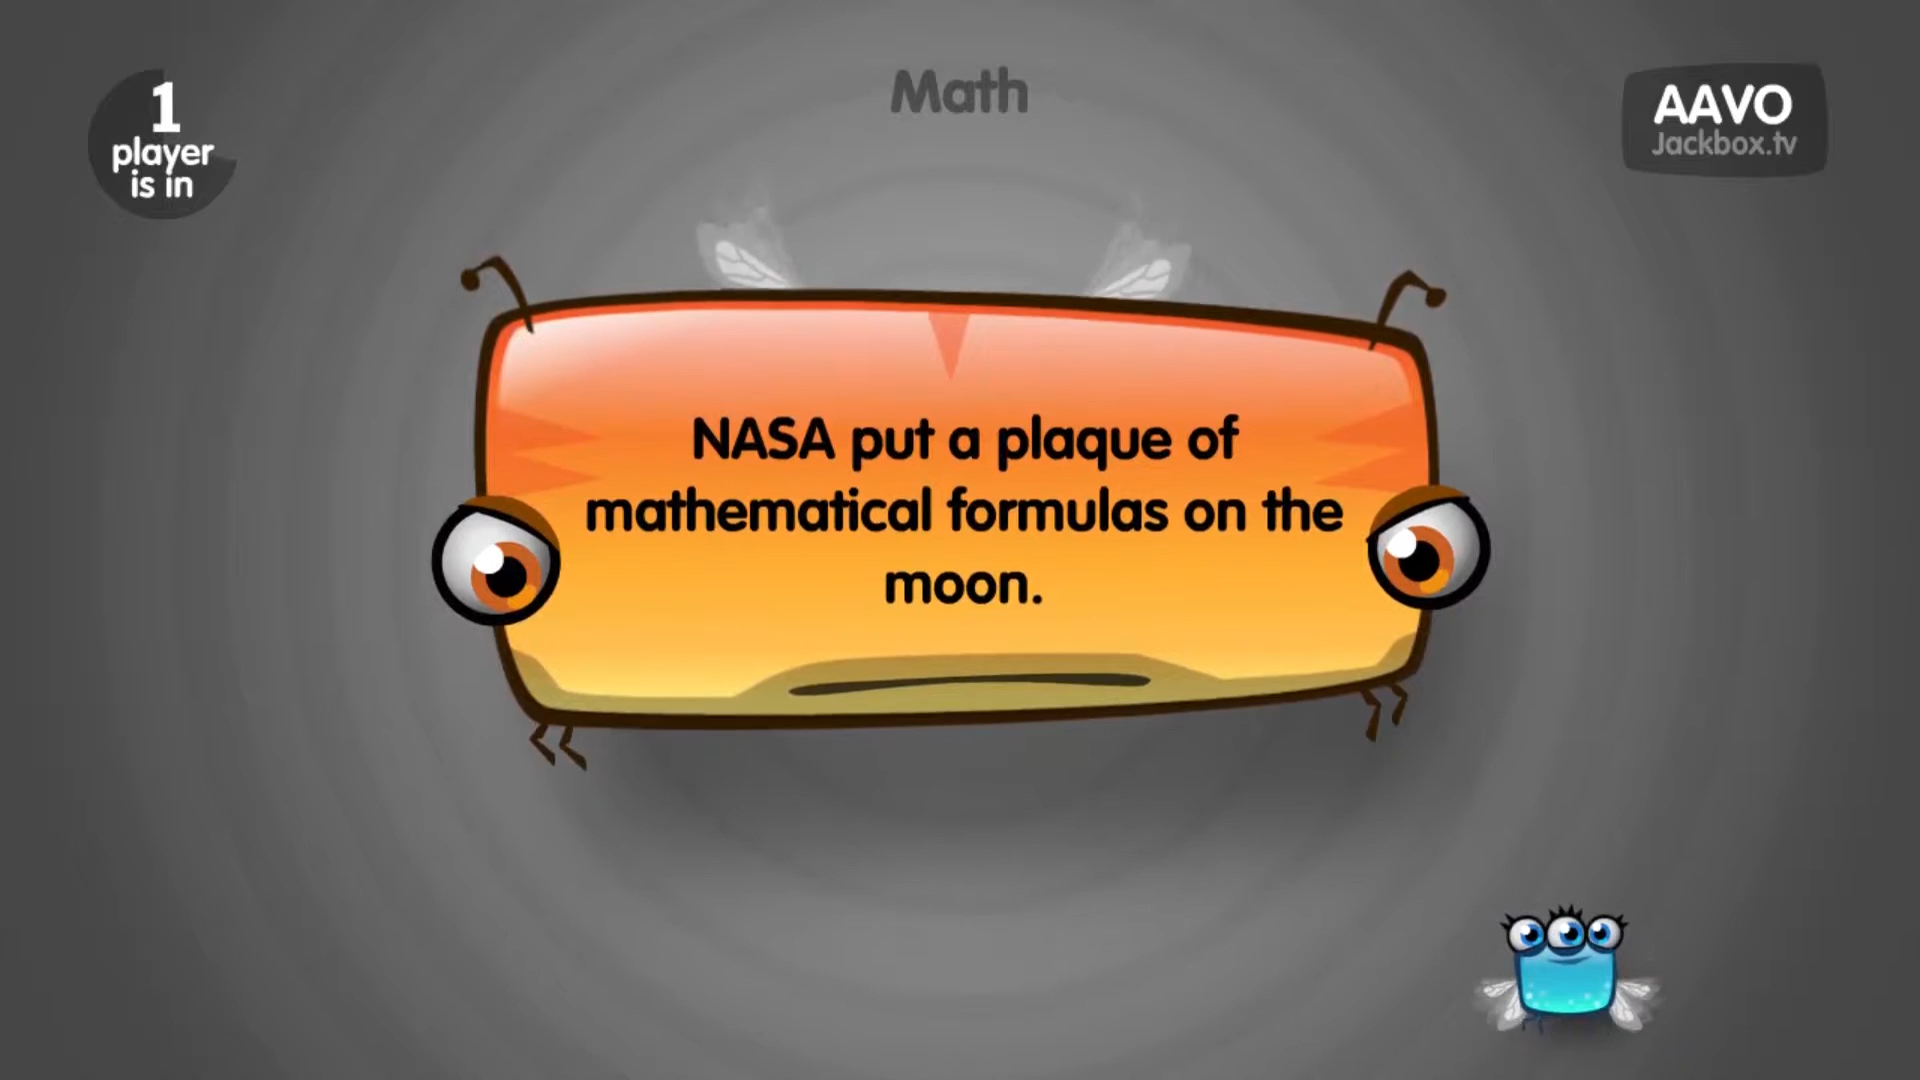 Math
1
player
is in
AAVO
Jackbox.tv
NASA put a plaque of
mathematical formulas on the
moon.